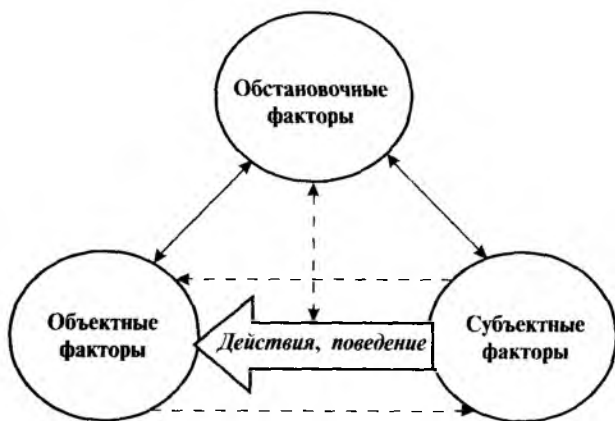 Обстановочные
факторы
Объектные
факторы
Действия, поведение
Субъектные
факторы